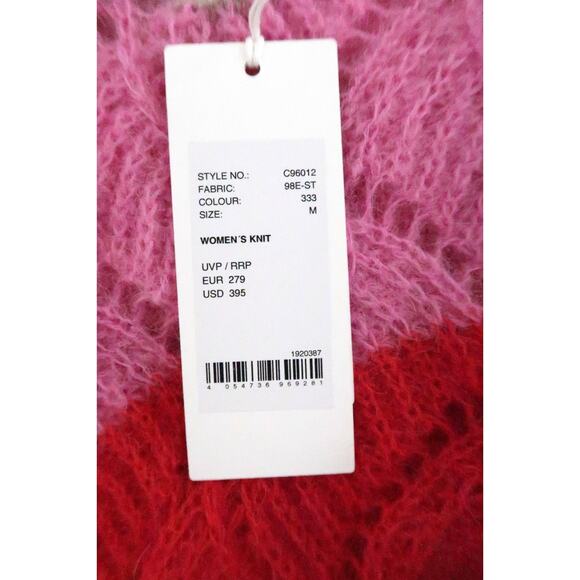 STYLE NO.: C96012
FABRIC: 98E-ST
COLOUR: 333
SIZE: M
WOMEN´S KNIT
UVP / RRP
EUR 279
USD 395
1920387
4 054736 969281